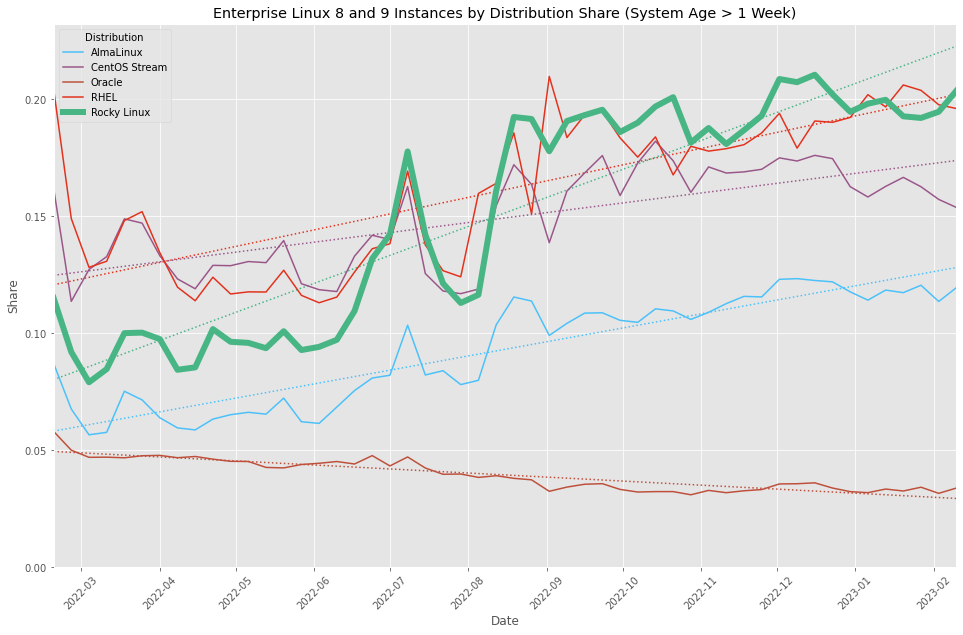 Enterprise Linux 8 and 9 Instances by Distribution Share (System Age > 1 Week)
Distribution
AlmaLinux
CentOS Stream
Oracle
RHEL
Rocky Linux
Share
0.20
0.15
0.10
0.05
0.00
2022-03
2022-04
2022-05
2022-06
2022-07
2022-08
2022-09
2022-10
2022-11
2022-12
2023-01
2023-02
Date